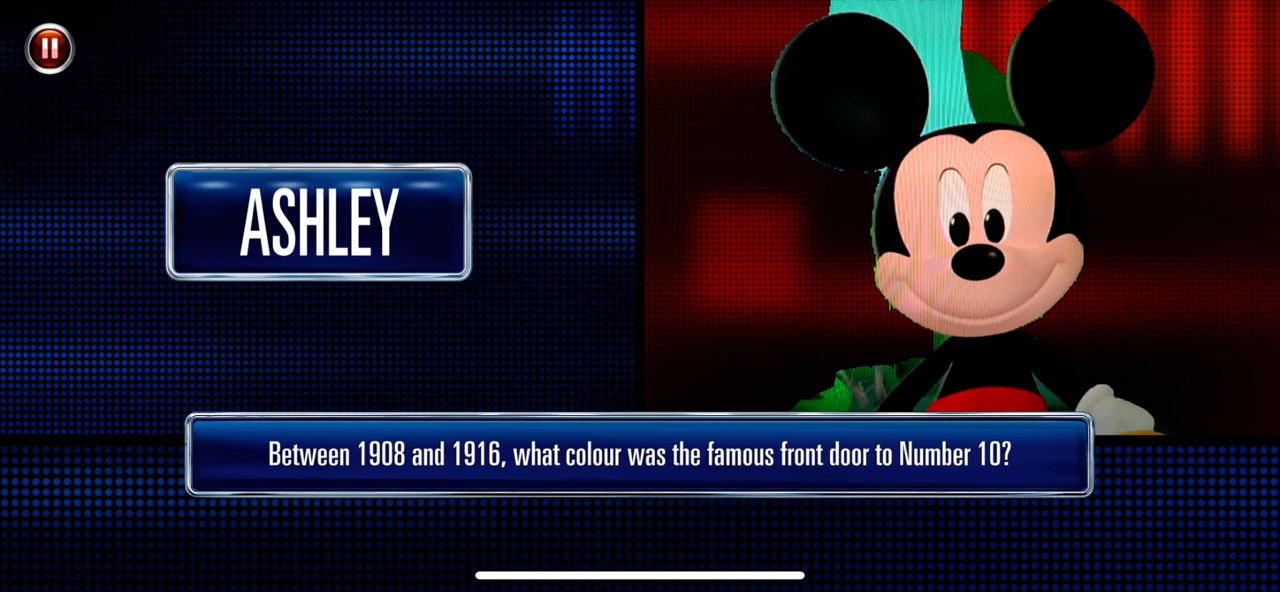 ASHLEY
Between 1908 and 1916, what colour was the famous front door to Number 10?